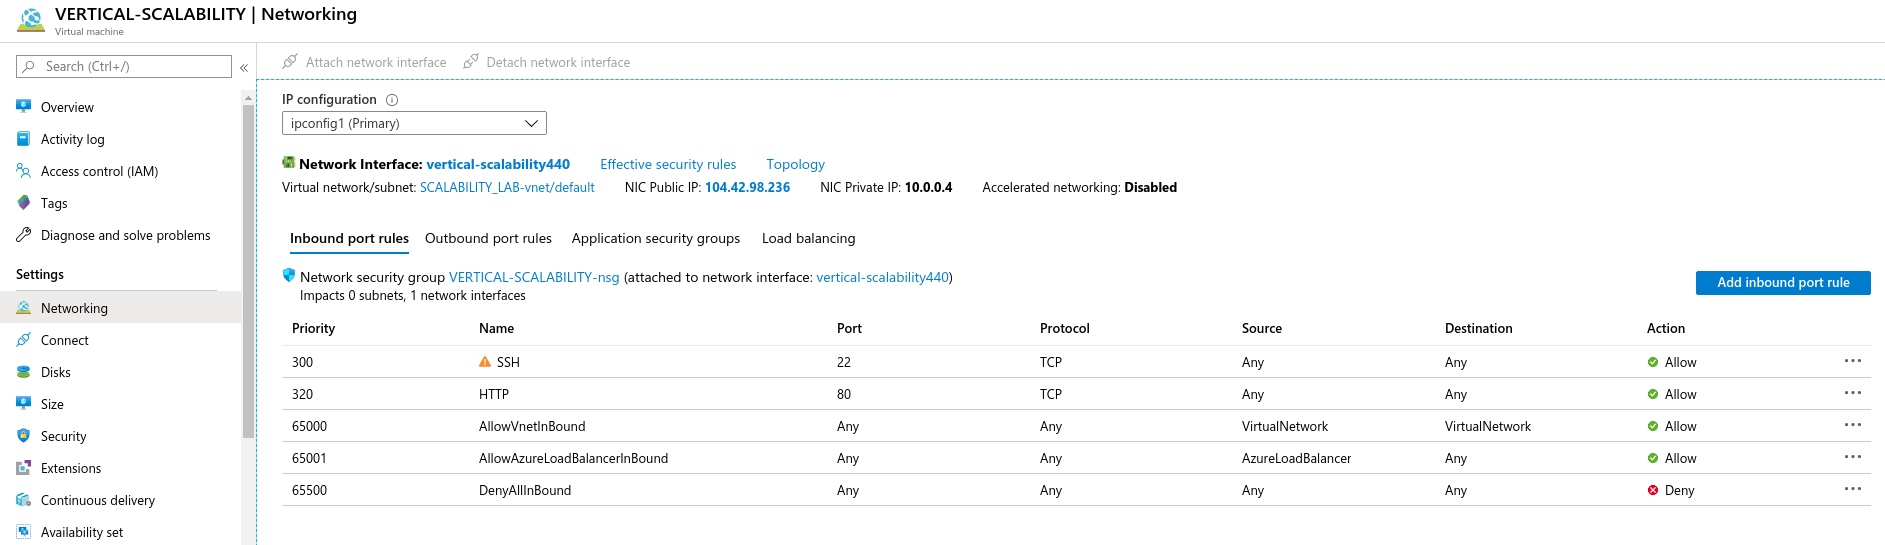 VERTICAL-SCALABILITY | Networking
Virtual machine
Search (Ctrl+/)
«
Overview
Activity log
Access control (IAM)
Tags
Diagnose and solve problems
Settings
Networking
Connect
Disks
Size
Security
Extensions
Continuous delivery
Availability set
Attach network interface Detach network interface
IP configuration
ipconfig1 (Primary)
Network Interface: vertical-scalability440 Effective security rules Topology
Virtual network/subnet: SCALABILITY_LAB-vnet/default NIC Public IP: 104.42.98.236 NIC Private IP: 10.0.0.4 Accelerated networking: Disabled
Inbound port rules Outbound port rules Application security groups Load balancing
Network security group VERTICAL-SCALABILITY-nsg (attached to network interface: vertical-scalability440)
Impacts 0 subnets, 1 network interfaces
Add inbound port rule
Priority Name Port Protocol Source Destination Action
300 SSH 22 TCP Any Any Allow
320 HTTP 80 TCP Any Any Allow
65000 AllowVnetInBound Any Any VirtualNetwork VirtualNetwork Allow
65001 AllowAzureLoadBalancerInBound Any Any AzureLoadBalancer Any Allow
65500 DenyAllInBound Any Any Any Any Deny